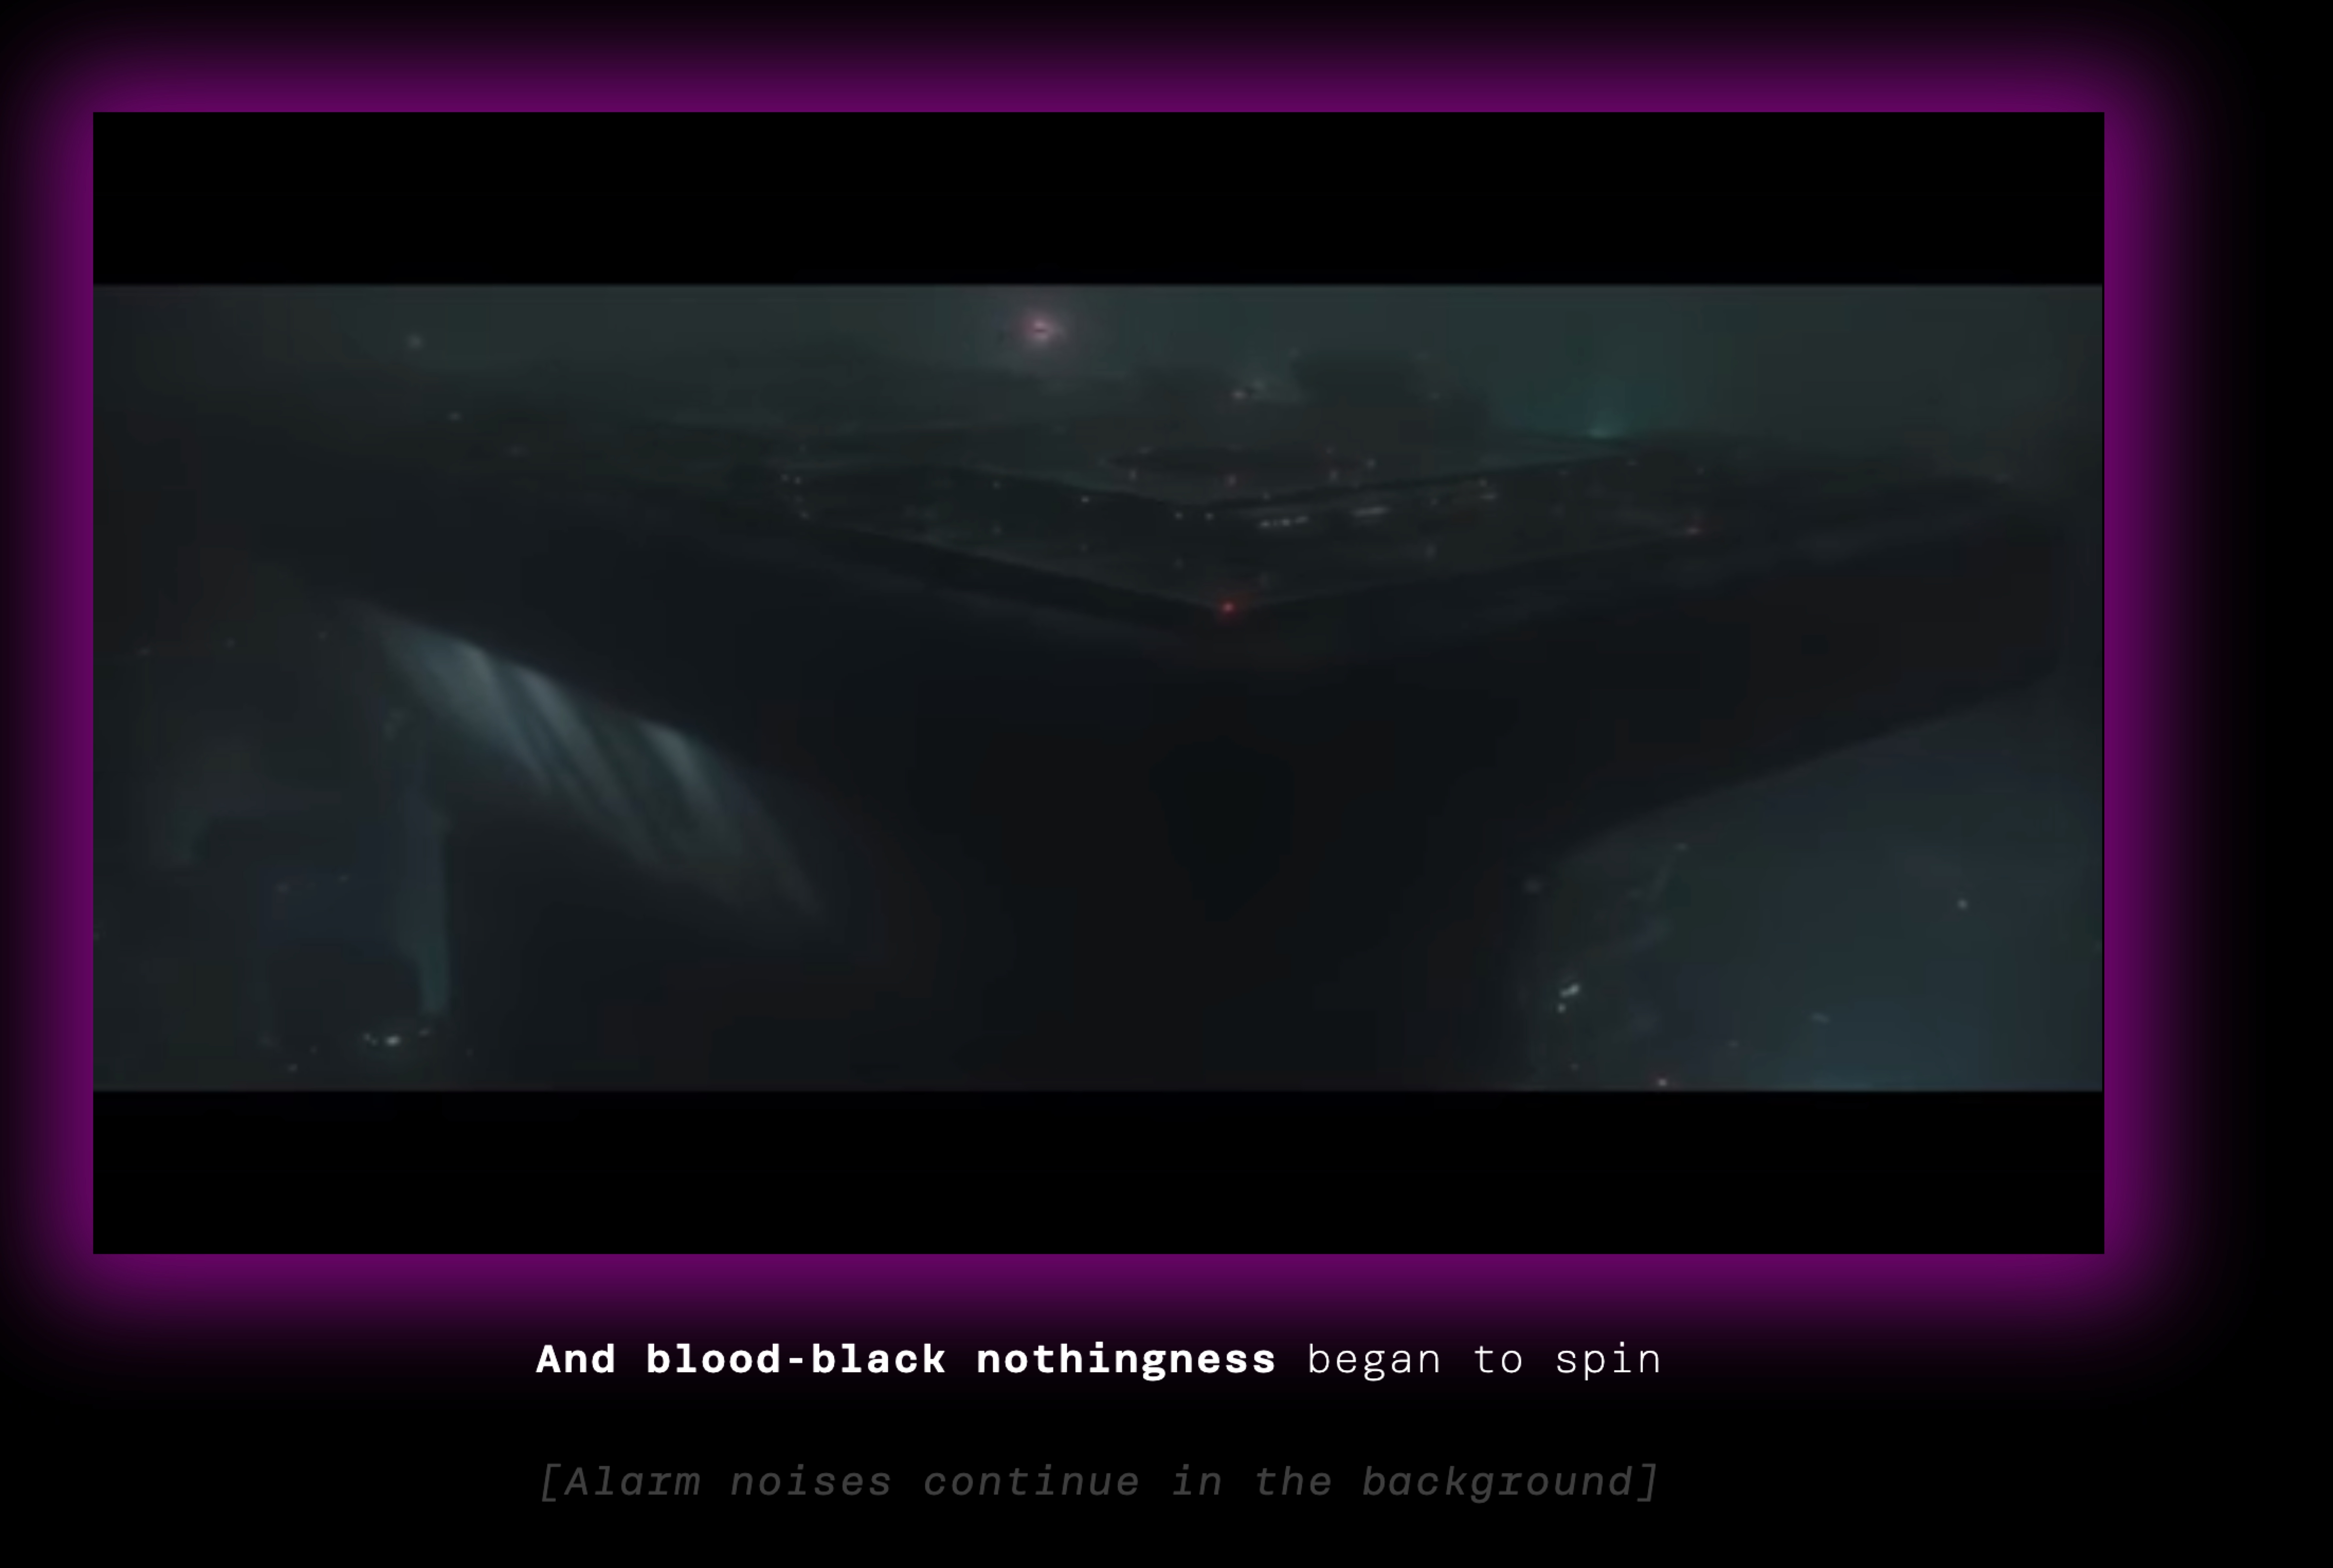 And blood-black nothingness began to spin
[Alarm noises continue in the background]